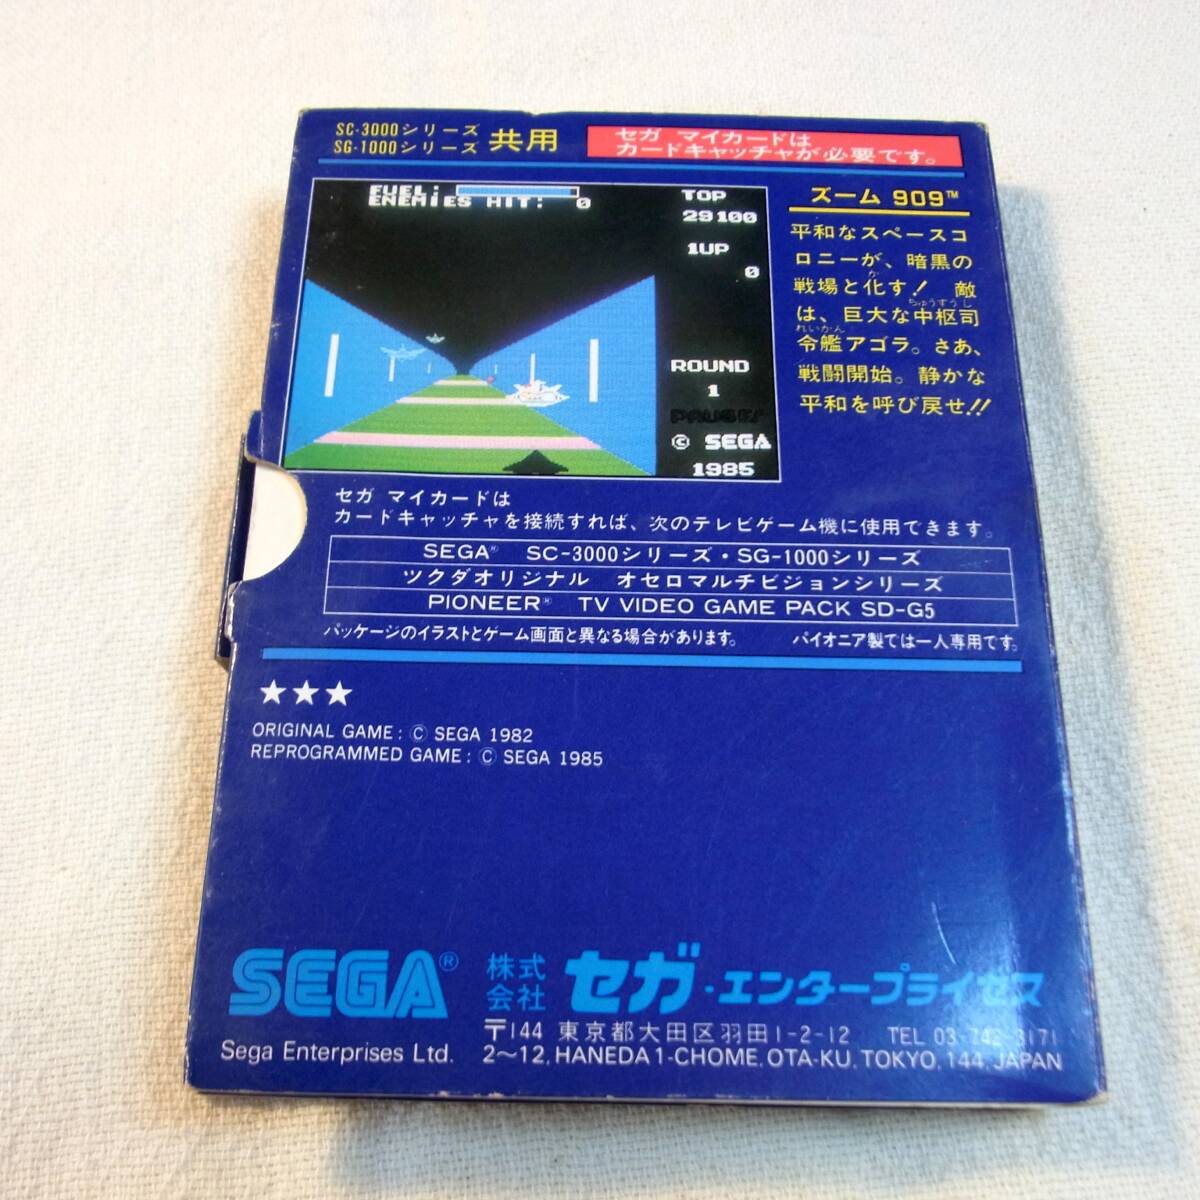 SC-3000シリーズ
SG-1000シリーズ 共用
セガ マイカードは
カードキャッチャが必要です。
FUEL:
ENEMIES HIT: 0
TOP
29100
1UP
0
ROUND
1
© SEGA
1985
ズーム 909™
平和なスペースコ
ロニーが、暗黒の
戦場と化す! 敵
か
は、巨大な中枢司
ちゅうすうし
令艦アゴラ。さあ、
れいかん
戦闘開始。静かな
平和を呼び戻せ!!
セガ マイカードは
カードキャッチャを接続すれば、次のテレビゲーム機に使用できます。
SEGA® SC-3000シリーズ・SG-1000シリーズ
ツクダオリジナル オセロマルチビジョンシリーズ
PIONEER® TV VIDEO GAME PACK SD-G5
パッケージのイラストとゲーム画面と異なる場合があります。 パイオニア製では一人専用です。
★★★
ORIGINAL GAME: © SEGA 1982
REPROGRAMMED GAME: © SEGA 1985
SEGA®
株式会社 セガ・エンタープライゼス
〒144 東京都大田区羽田1-2-12 TEL 03-742-3171
Sega Enterprises Ltd. 2〜12, HANEDA 1-CHOME, OTA-KU, TOKYO, 144, JAPAN